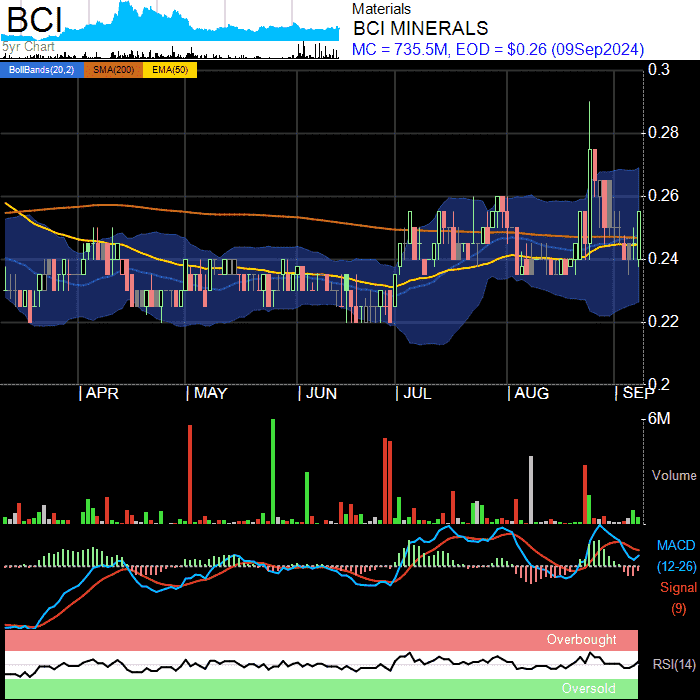 BCI
5yr Chart
Materials
BCI MINERALS
MC = 735.5M, EOD = $0.26 (09Sep2024)
BollBands(20,2) SMA(200) EMA(50)
0.3
0.28
0.26
0.24
0.22
0.2
APR MAY JUN JUL AUG SEP
6M
Volume
MACD
(12-26)
Signal
(9)
Overbought
RSI(14)
Oversold